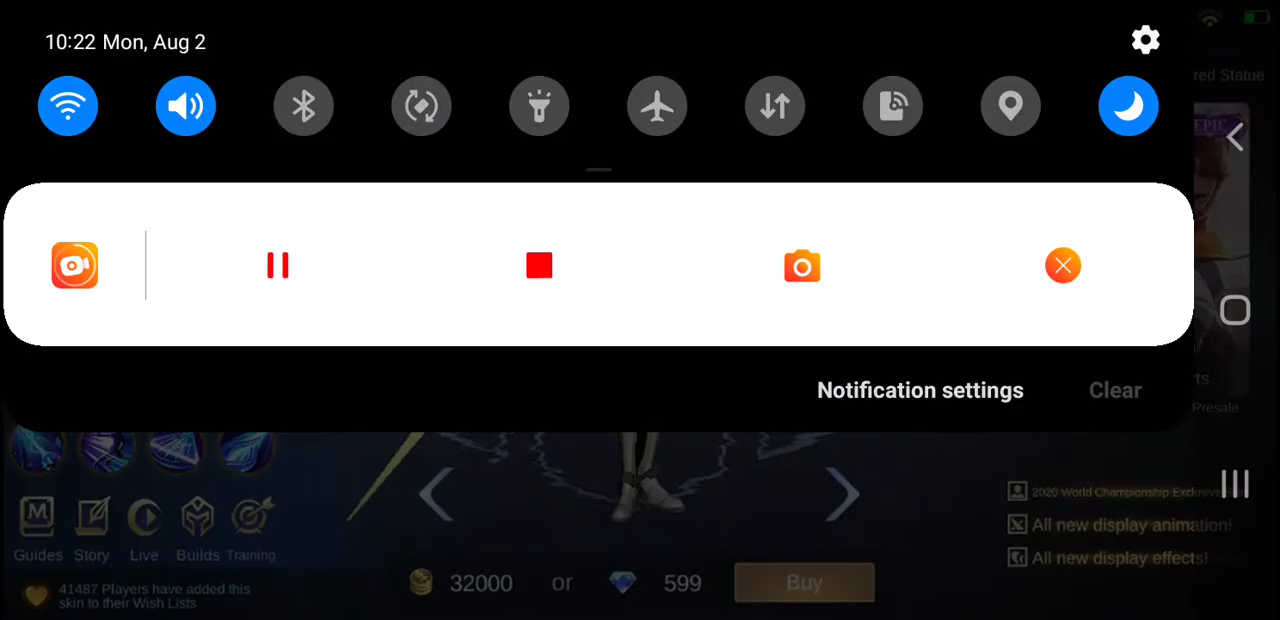 10:22 Mon, Aug 2
red Statue
EPIC
Notification settings
Clear
Presale
Guides
Story
Live
Builds
Training
2020 World Championship Exclusive
All new display animation!
All new display effects!
41487 Players have added this
skin to their Wish Lists
32000
or
599
Buy